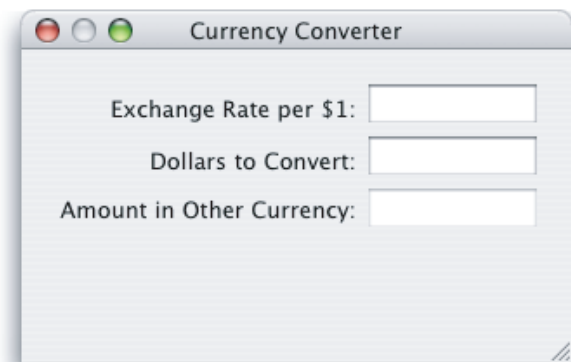 Currency Converter
Exchange Rate per $1:
Dollars to Convert:
Amount in Other Currency: